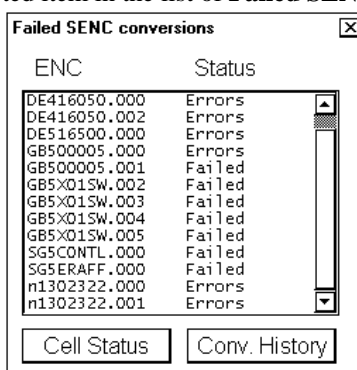 ted item in the list of Failed SENC
Failed SENC conversions
ENC Status
DE416050.000 Errors
DE416050.002 Errors
DE516500.000 Errors
GB500005.000 Errors
GB500005.001 Failed
GB5X01SW.002 Failed
GB5X01SW.003 Failed
GB5X01SW.004 Failed
GB5X01SW.005 Failed
SG5CONTL.000 Failed
SG5ERAFF.000 Failed
n1302322.000 Errors
n1302322.001 Errors
Cell Status Conv. History